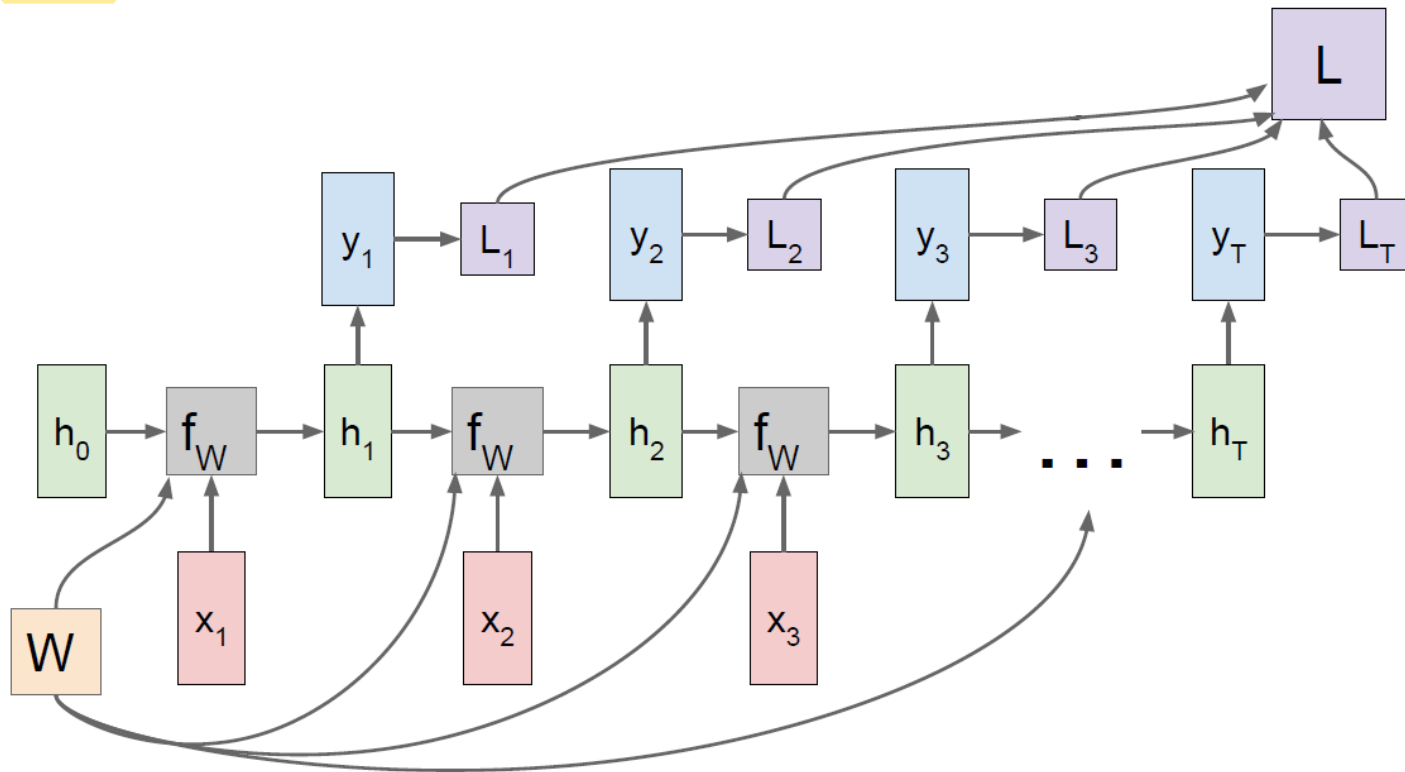 L
y1 L1 y2 L2 y3 L3 yT LT
h0 fW h1 fW h2 fW h3 ... hT
W x1 x2 x3